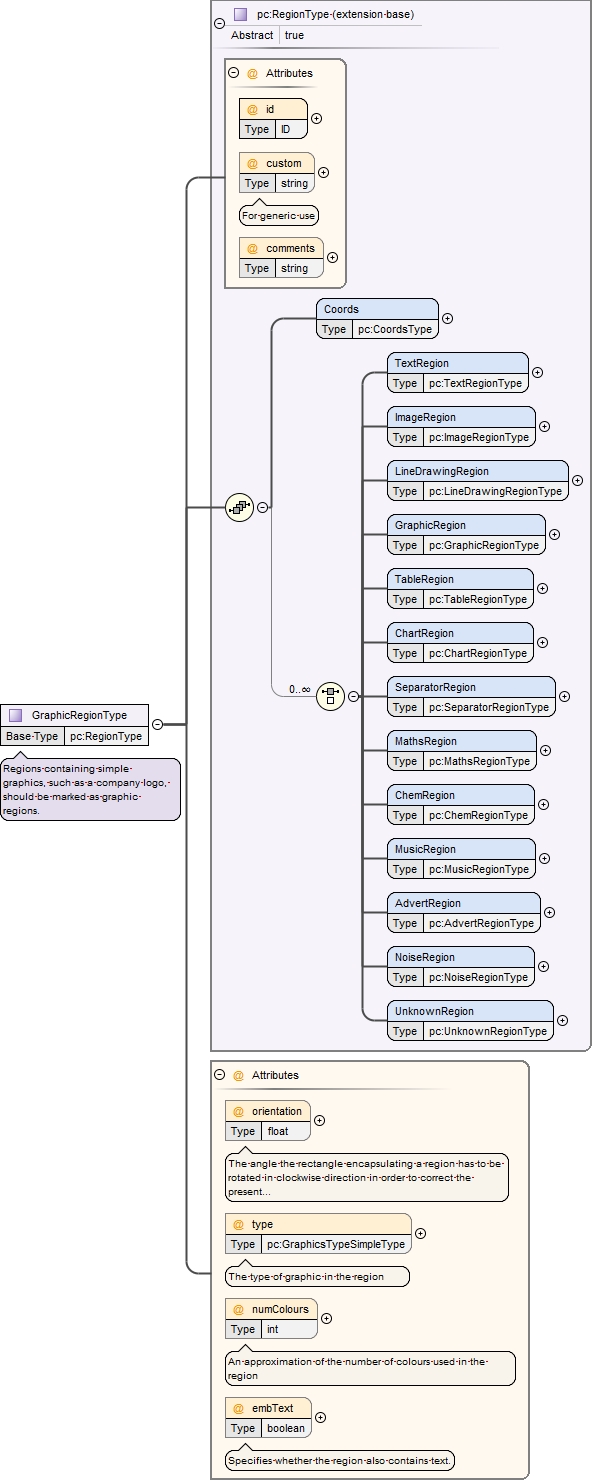 pc:RegionType·(extension·base)
Abstract true
@ Attributes
@ id
Type ID
@ custom
Type string
For·generic·use
@ comments
Type string
Coords
Type pc:CoordsType
TextRegion
Type pc:TextRegionType
ImageRegion
Type pc:ImageRegionType
LineDrawingRegion
Type pc:LineDrawingRegionType
GraphicRegion
Type pc:GraphicRegionType
TableRegion
Type pc:TableRegionType
ChartRegion
Type pc:ChartRegionType
0..∞
SeparatorRegion
Type pc:SeparatorRegionType
MathsRegion
Type pc:MathsRegionType
ChemRegion
Type pc:ChemRegionType
MusicRegion
Type pc:MusicRegionType
AdvertRegion
Type pc:AdvertRegionType
NoiseRegion
Type pc:NoiseRegionType
UnknownRegion
Type pc:UnknownRegionType
GraphicRegionType
Base·Type pc:RegionType
Regions·containing·simple·
graphics,·such·as·a·company·logo,·
should·be·marked·as·graphic·
regions.
@ Attributes
@ orientation
Type float
The·angle·the·rectangle·encapsulating·a·region·has·to·be·
rotated·in·clockwise·direction·in·order·to·correct·the·
present...
@ type
Type pc:GraphicsTypeSimpleType
The·type·of·graphic·in·the·region
@ numColours
Type int
An·approximation·of·the·number·of·colours·used·in·the·
region
@ embText
Type boolean
Specifies·whether·the·region·also·contains·text.